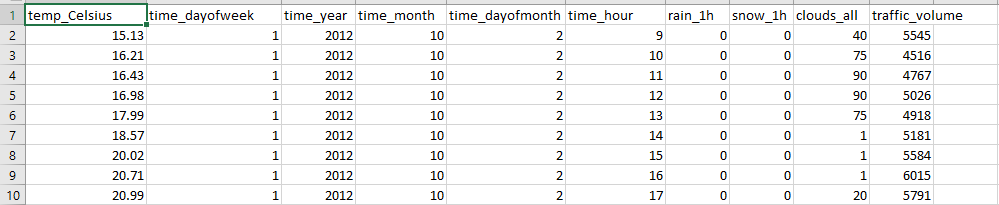 1 temp_Celsius time_dayofweek time_year time_month time_dayofmonth time_hour rain_1h snow_1h clouds_all traffic_volume
2 15.13 1 2012 10 2 9 0 0 40 5545
3 16.21 1 2012 10 2 10 0 0 75 4516
4 16.43 1 2012 10 2 11 0 0 90 4767
5 16.98 1 2012 10 2 12 0 0 90 5026
6 17.99 1 2012 10 2 13 0 0 75 4918
7 18.57 1 2012 10 2 14 0 0 1 5181
8 20.02 1 2012 10 2 15 0 0 1 5584
9 20.71 1 2012 10 2 16 0 0 1 6015
10 20.99 1 2012 10 2 17 0 0 20 5791